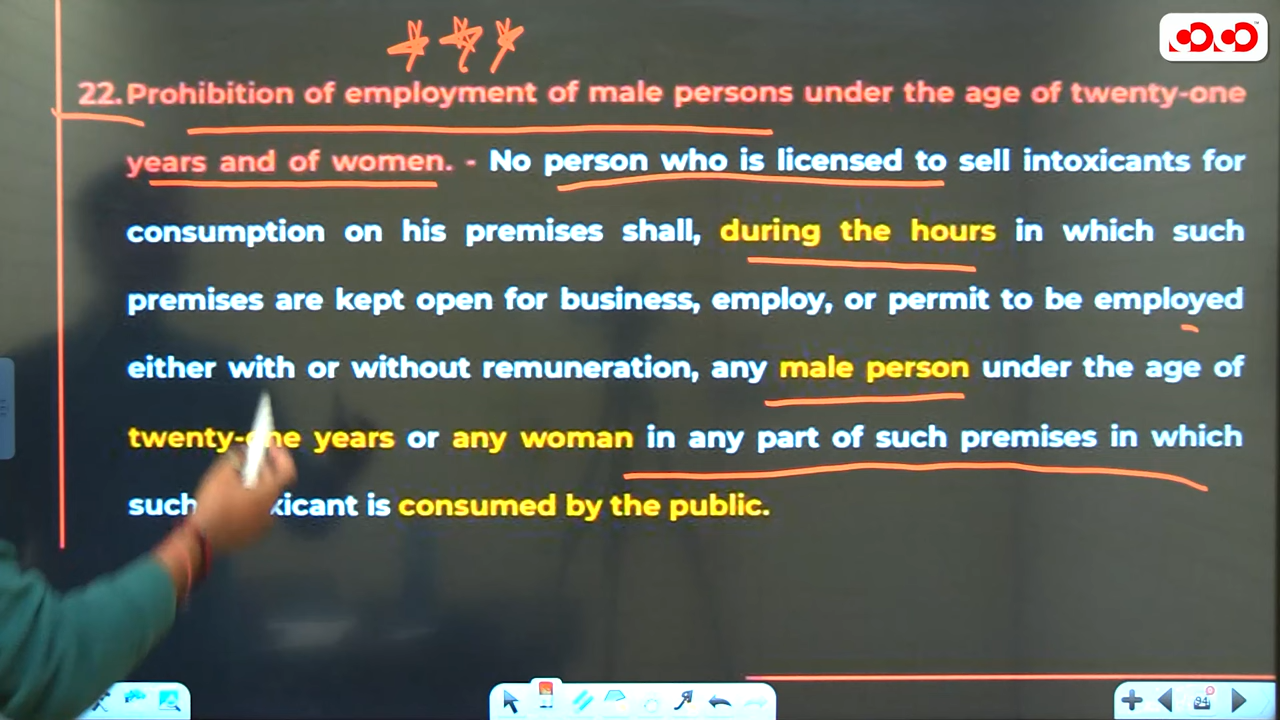 22. Prohibition of employment of male persons under the age of twenty-one
years and of women. - No person who is licensed to sell intoxicants for
consumption on his premises shall, during the hours in which such
premises are kept open for business, employ, or permit to be employed
either with or without remuneration, any male person under the age of
twenty-one years or any woman in any part of such premises in which
such is consumed by the public.